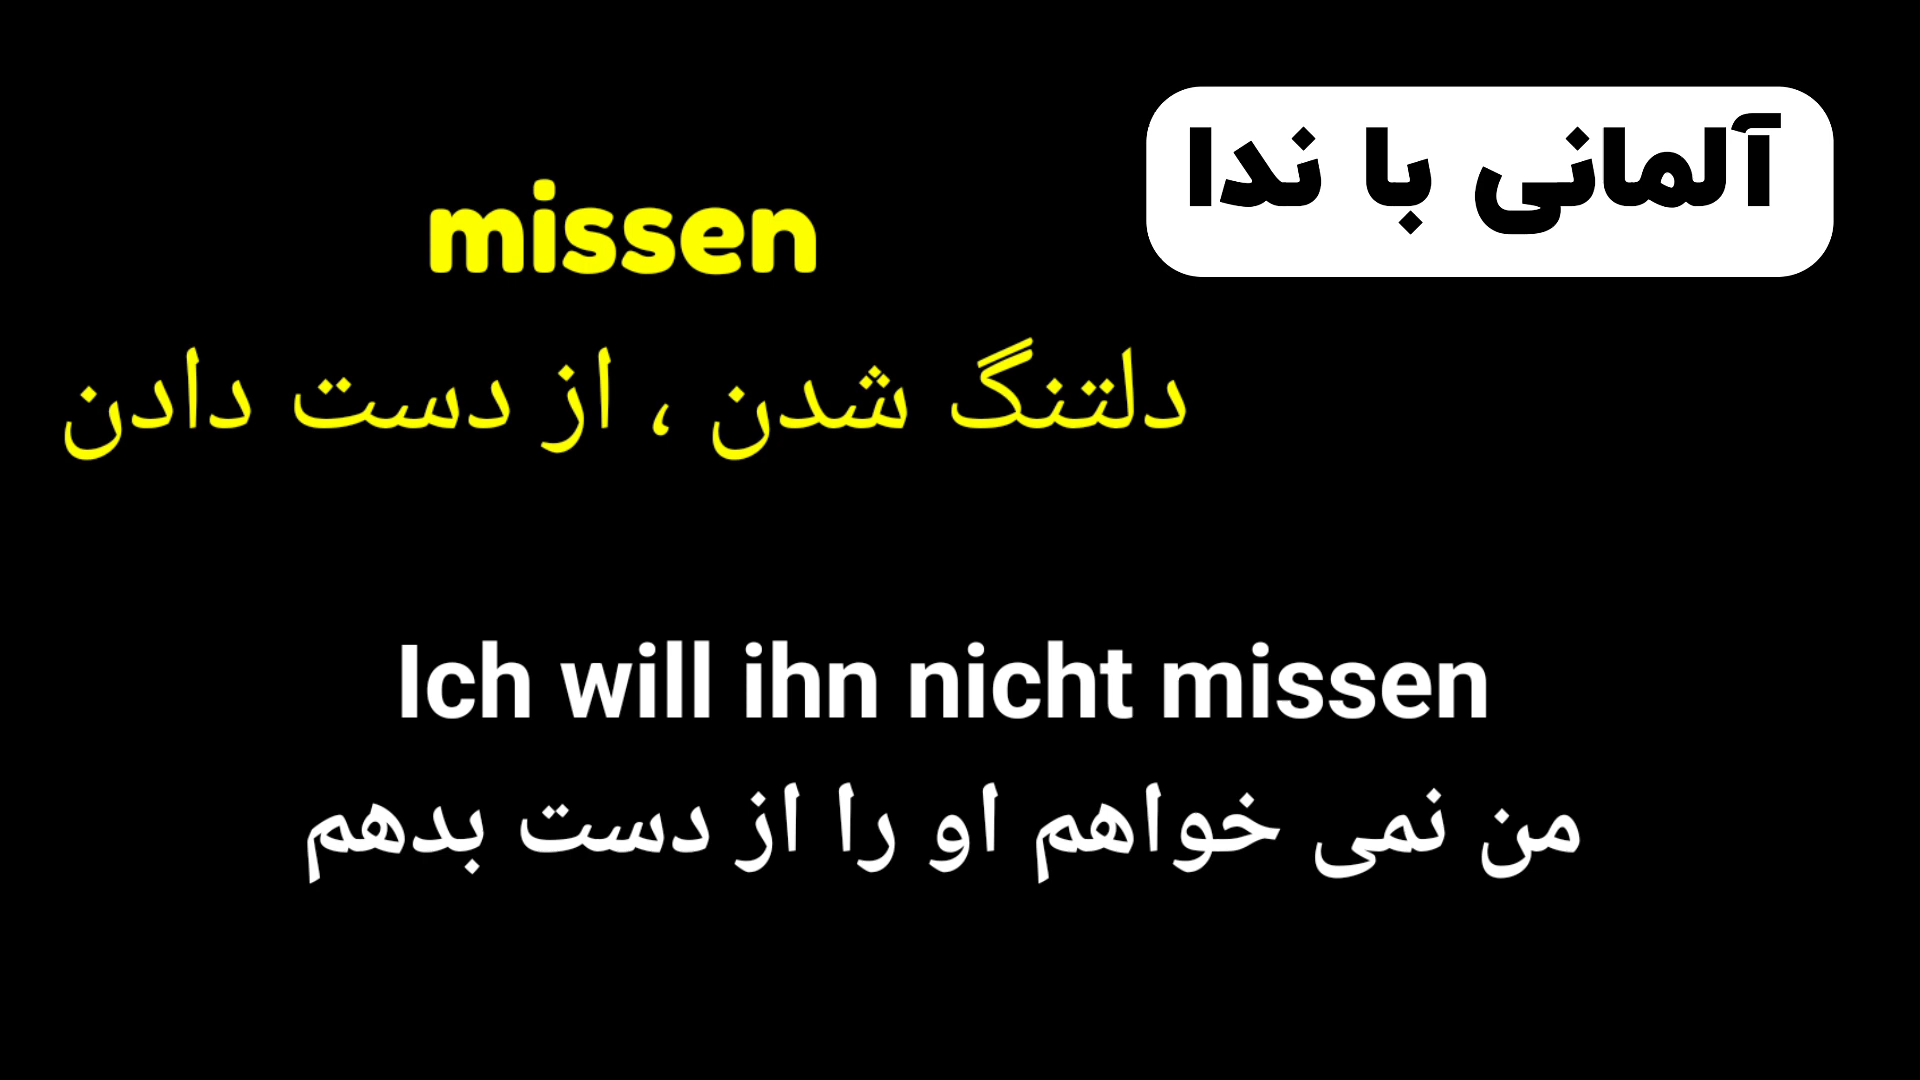 آلمانی با ندا
missen
دلتنگ شدن ، از دست دادن
Ich will ihn nicht missen
من نمی خواهم او را از دست بدهم